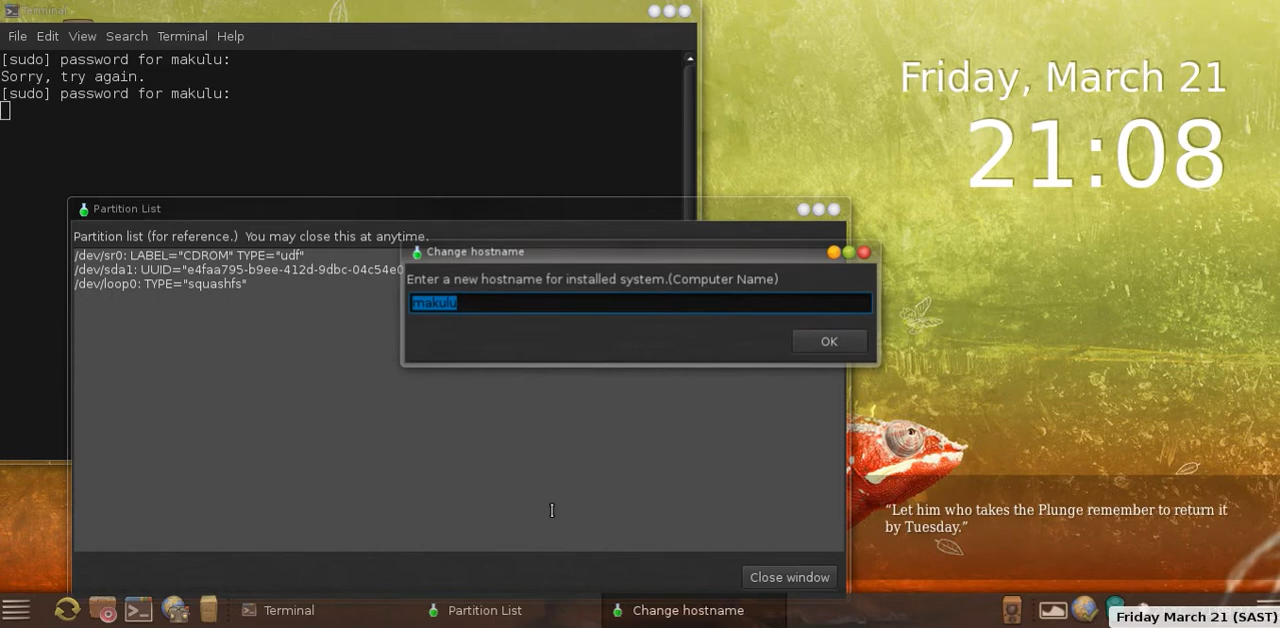 Terminal
File Edit View Search Terminal Help
[sudo] password for makulu:
Sorry, try again.
[sudo] password for makulu:
Friday, March 21
21:08
Partition List
Partition list (for reference.) You may close this at anytime.
/dev/sr0: LABEL="CDROM" TYPE="udf"
/dev/sda1: UUID="e4faa795-b9ee-412d-9dbc-04c54e0
/dev/loop0: TYPE="squashfs"
Change hostname
Enter a new hostname for installed system.(Computer Name)
makulu
OK
“Let him who takes the Plunge remember to return it
by Tuesday.”
Close window
Terminal
Partition List
Change hostname
Friday March 21 (SAST)